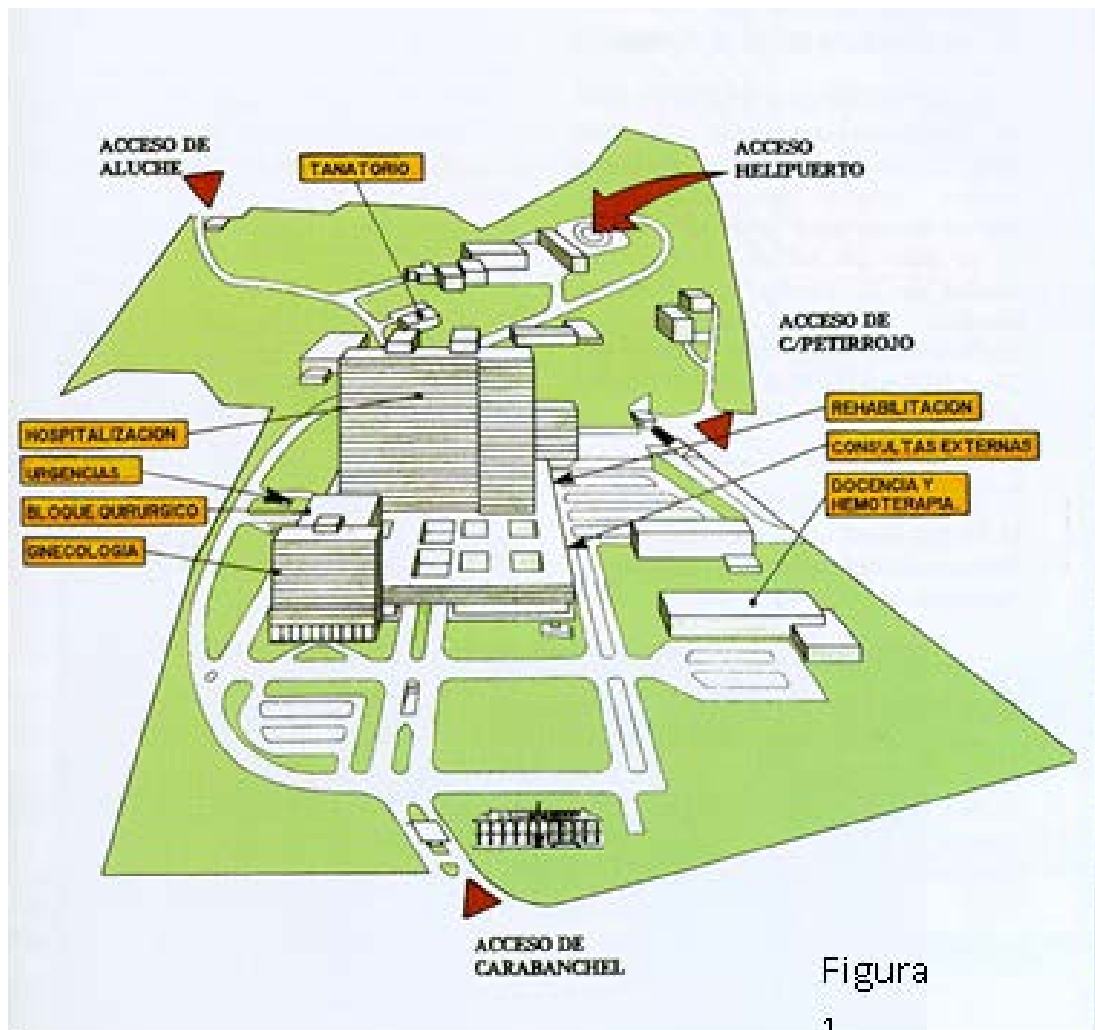 ACCESO DE
ALUCHE
TANATORIO
ACCESO
HELIPUERTO
ACCESO DE
C/PETIRROJO
HOSPITALIZACION
URGENCIAS
BLOQUE QUIRURGICO
GINECOLOGIA
REHABILITACION
CONSULTAS EXTERNAS
DOCENCIA Y
HEMOTERAPIA
ACCESO DE
CARABANCHEL
Figura
1